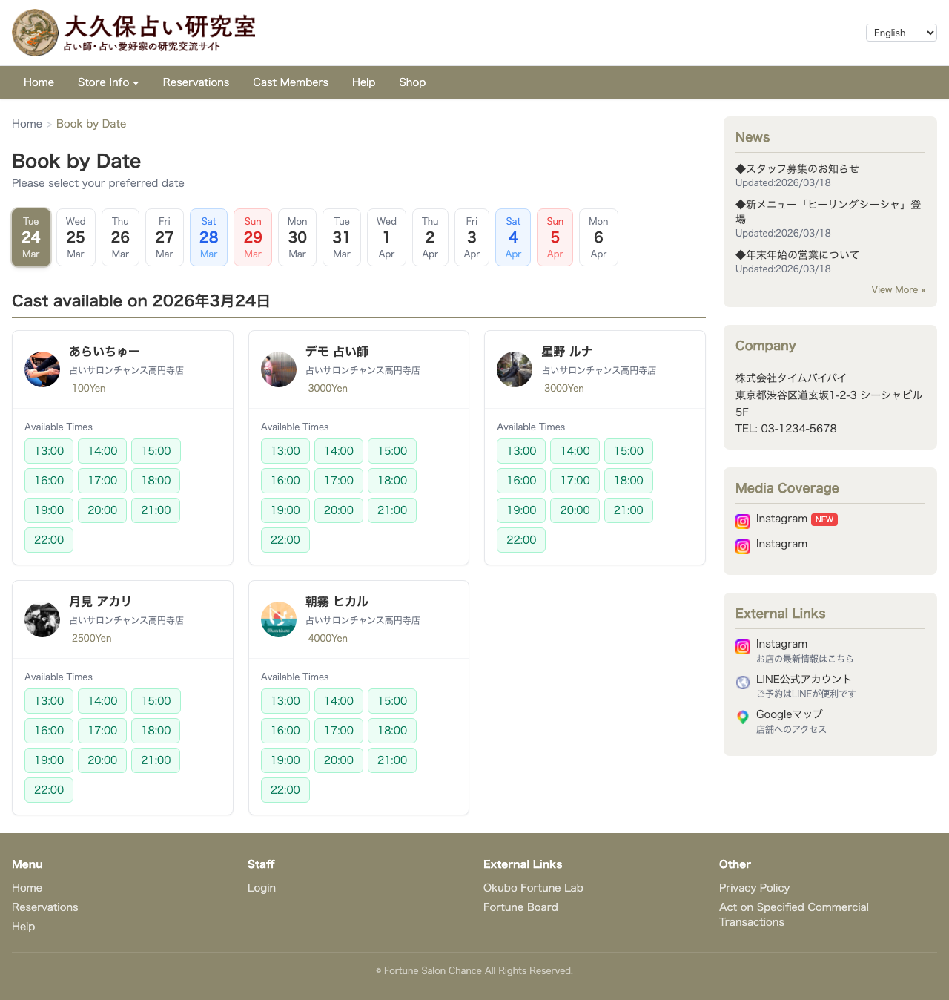 大久保占い研究室
占い師・占い愛好家の研究交流サイト
English
Home
Store Info
Reservations
Cast Members
Help
Shop
Home > Book by Date
Book by Date
Please select your preferred date
Tue
24
Mar
Wed
25
Mar
Thu
26
Mar
Fri
27
Mar
Sat
28
Mar
Sun
29
Mar
Mon
30
Mar
Tue
31
Mar
Wed
1
Apr
Thu
2
Apr
Fri
3
Apr
Sat
4
Apr
Sun
5
Apr
Mon
6
Apr
Cast available on 2026年3月24日
あらいちゅー
占いサロンチャンス高円寺店
100Yen
Available Times
13:00 14:00 15:00
16:00 17:00 18:00
19:00 20:00 21:00
22:00
デモ 占い師
占いサロンチャンス高円寺店
3000Yen
Available Times
13:00 14:00 15:00
16:00 17:00 18:00
19:00 20:00 21:00
22:00
星野 ルナ
占いサロンチャンス高円寺店
3000Yen
Available Times
13:00 14:00 15:00
16:00 17:00 18:00
19:00 20:00 21:00
22:00
月見 アカリ
占いサロンチャンス高円寺店
2500Yen
Available Times
13:00 14:00 15:00
16:00 17:00 18:00
19:00 20:00 21:00
22:00
朝霧 ヒカル
占いサロンチャンス高円寺店
4000Yen
Available Times
13:00 14:00 15:00
16:00 17:00 18:00
19:00 20:00 21:00
22:00
News
◆スタッフ募集のお知らせ
Updated:2026/03/18
◆新メニュー「ヒーリングシーシャ」登
場
Updated:2026/03/18
◆年末年始の営業について
Updated:2026/03/18
View More »
Company
株式会社タイムバイバイ
東京都渋谷区道玄坂1-2-3 シーシャビル
5F
TEL: 03-1234-5678
Media Coverage
Instagram NEW
Instagram
External Links
Instagram
お店の最新情報はこちら
LINE公式アカウント
ご予約はLINEが便利です
Googleマップ
店舗へのアクセス
Menu
Home
Reservations
Help
Staff
Login
External Links
Okubo Fortune Lab
Fortune Board
Other
Privacy Policy
Act on Specified Commercial
Transactions
© Fortune Salon Chance All Rights Reserved.